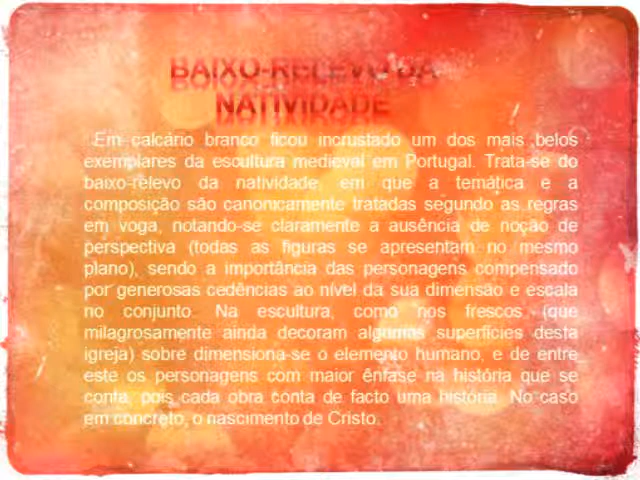 BAIXO-RELEVO DA
NATIVIDADE
Em calcário branco ficou incrustado um dos mais belos
exemplares da escultura medieval em Portugal. Trata-se do
baixo-relevo da natividade, em que a temática e a
composição são canonicamente tratadas segundo as regras
em voga, notando-se claramente a ausência de noção de
perspectiva (todas as figuras se apresentam no mesmo
plano), sendo a importância das personagens compensado
por generosas cedências ao nível da sua dimensão e escala
no conjunto. Na escultura, como nos frescos (que
milagrosamente ainda decoram algumas superfícies desta
igreja) sobre dimensiona-se o elemento humano, e de entre
este os personagens com maior ênfase na história que se
conta, pois cada obra conta de facto uma história. No caso
em concreto, o nascimento de Cristo.